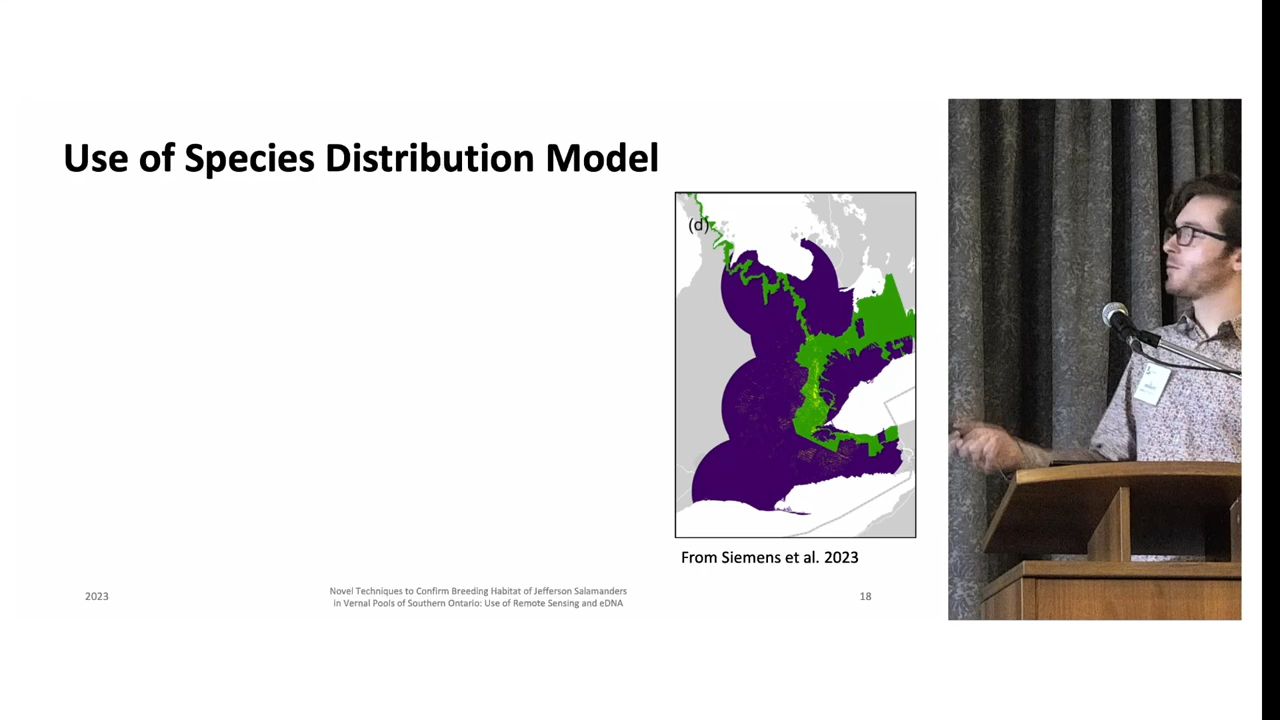 Use of Species Distribution Model
(d)
From Siemens et al. 2023
2023
Novel Techniques to Confirm Breeding Habitat of Jefferson Salamanders
in Vernal Pools of Southern Ontario: Use of Remote Sensing and eDNA
18